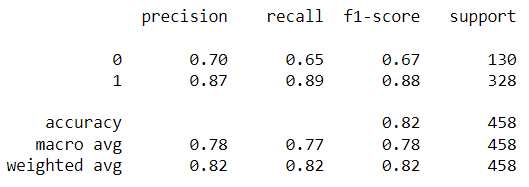 precision recall f1-score support
0 0.70 0.65 0.67 130
1 0.87 0.89 0.88 328
accuracy 0.82 458
macro avg 0.78 0.77 0.78 458
weighted avg 0.82 0.82 0.82 458